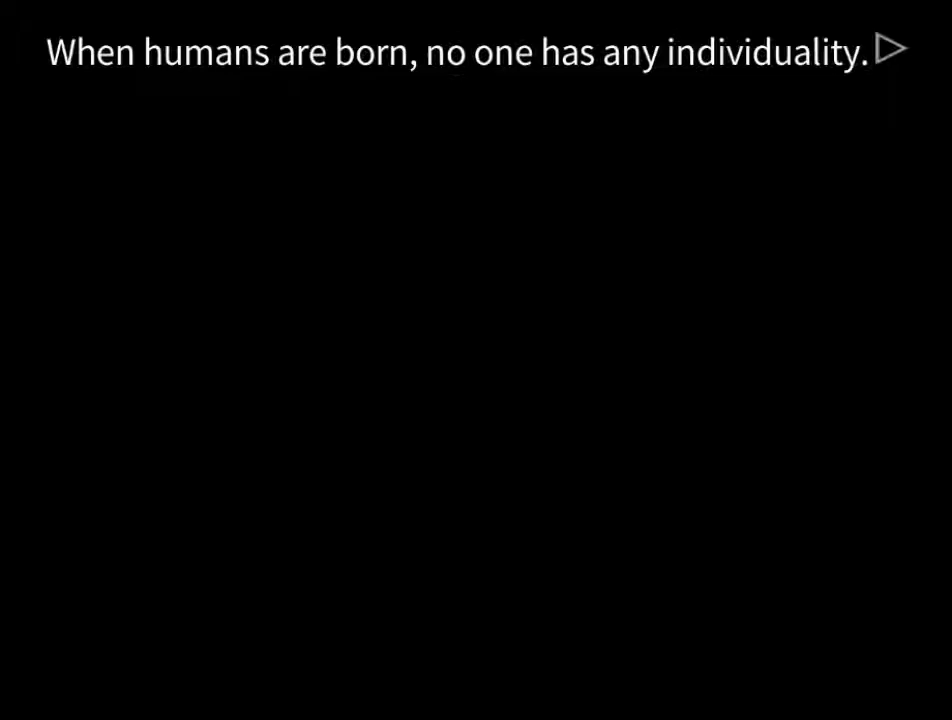 When humans are born, no one has any individuality.